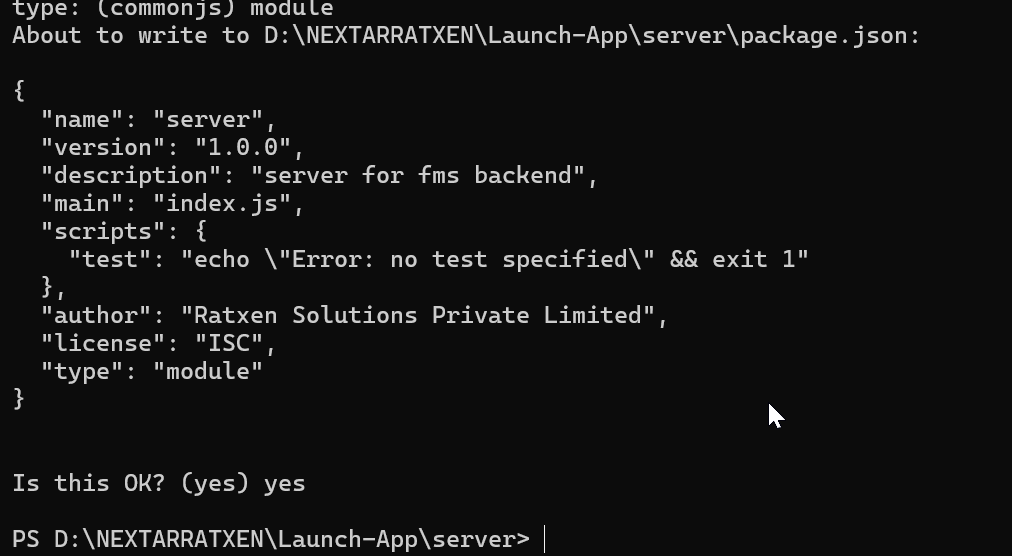 type: (commonjs) module
About to write to D:\NEXTARRATXEN\Launch-App\server\package.json:
{
  "name": "server",
  "version": "1.0.0",
  "description": "server for fms backend",
  "main": "index.js",
  "scripts": {
    "test": "echo \"Error: no test specified\" && exit 1"
  },
  "author": "Ratxen Solutions Private Limited",
  "license": "ISC",
  "type": "module"
}
Is this OK? (yes) yes
PS D:\NEXTARRATXEN\Launch-App\server>